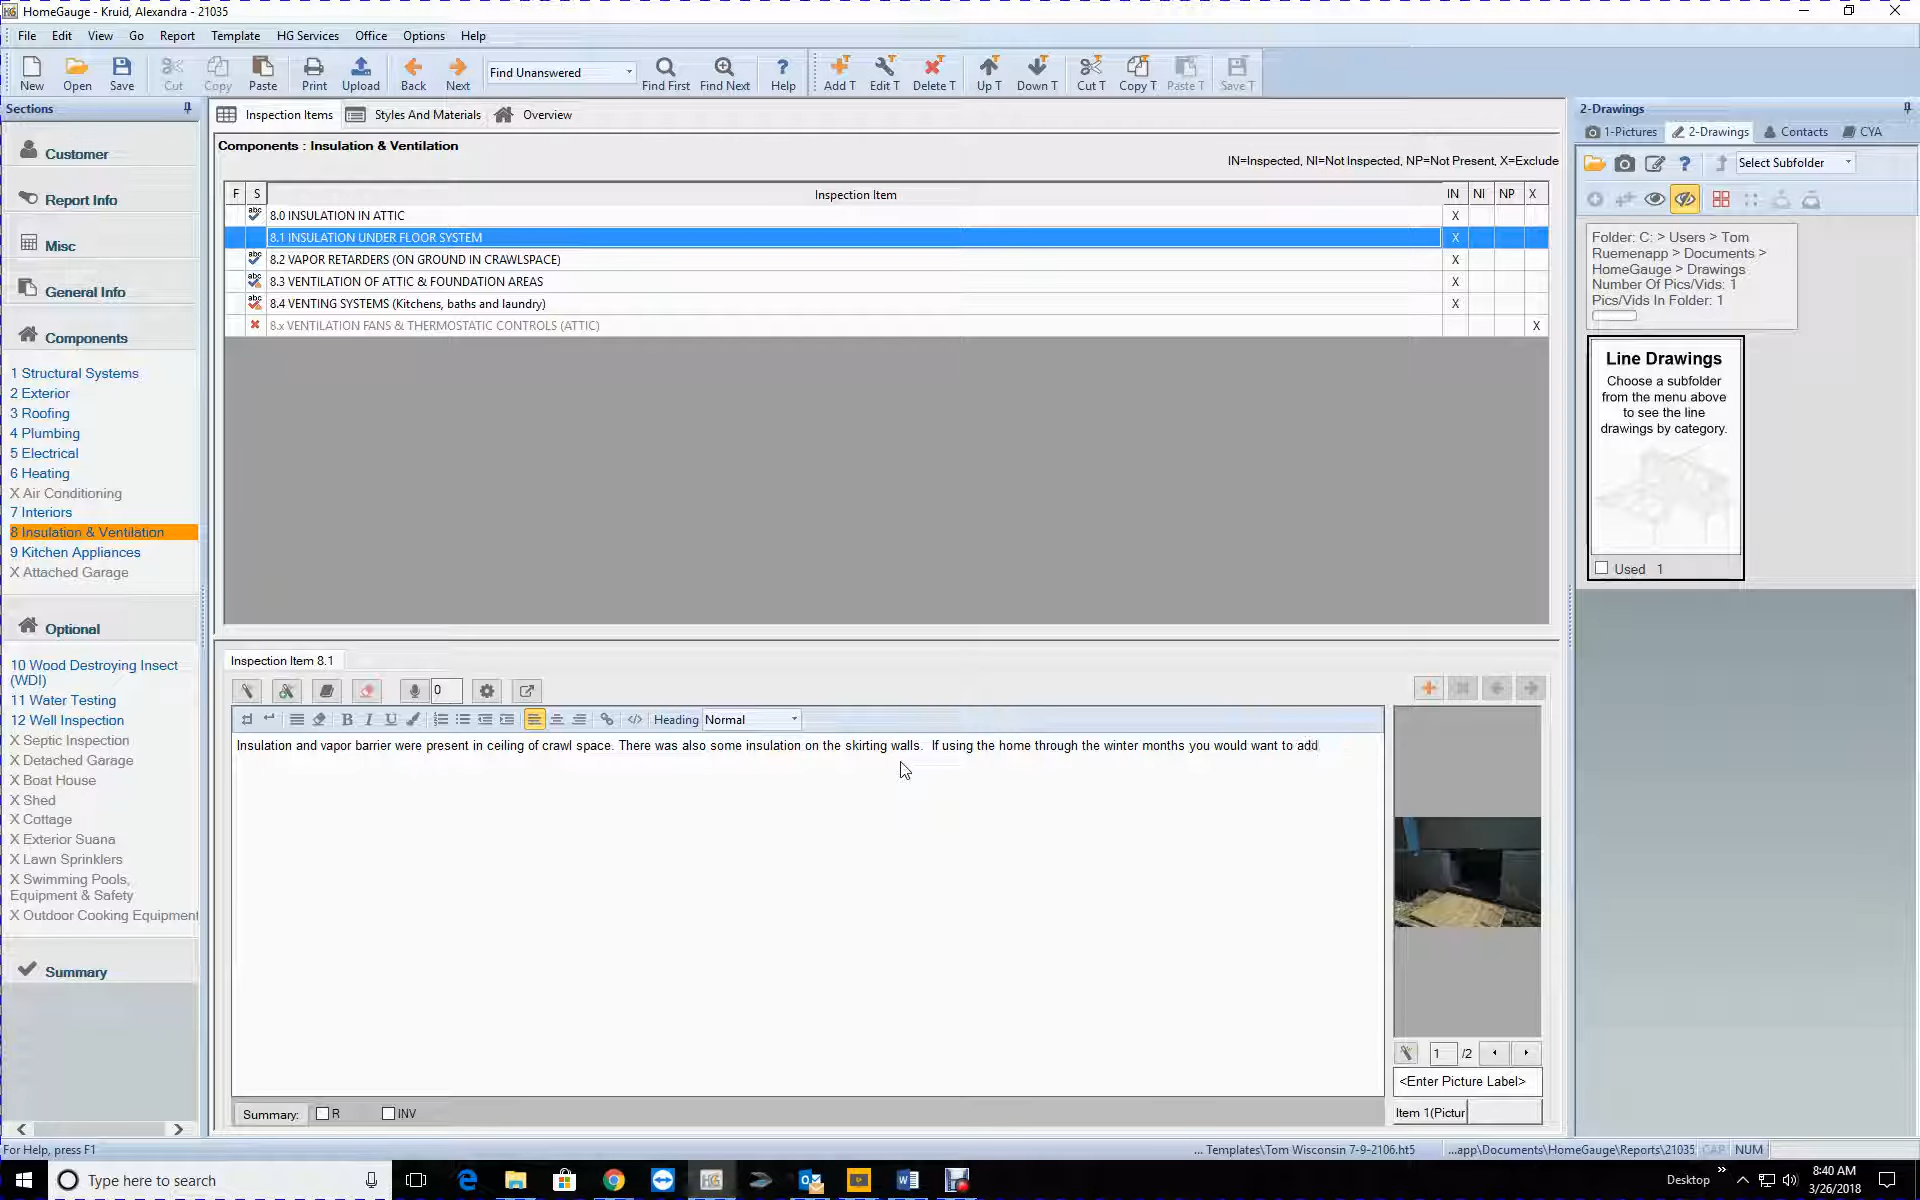 HomeGauge - Kruid, Alexandra - 21035
File Edit View Go Report Template HG Services Office Options Help
New Open Save Cut Copy Paste Print Upload Back Next Find Unanswered Find First Find Next Help Add T Edit T Delete T Up T Down T Cut T Copy T Paste T Save T
Sections
Customer
Report Info
Misc
General Info
Components
1 Structural Systems
2 Exterior
3 Roofing
4 Plumbing
5 Electrical
6 Heating
X Air Conditioning
7 Interiors
8 Insulation & Ventilation
9 Kitchen Appliances
X Attached Garage
Optional
10 Wood Destroying Insect
(WDI)
11 Water Testing
12 Well Inspection
X Septic Inspection
X Detached Garage
X Boat House
X Shed
X Cottage
X Exterior Suana
X Lawn Sprinklers
X Swimming Pools,
Equipment & Safety
X Outdoor Cooking Equipment
Summary
Inspection Items Styles And Materials Overview
Components : Insulation & Ventilation
IN=Inspected, NI=Not Inspected, NP=Not Present, X=Exclude
F S Inspection Item IN NI NP X
abc 8.0 INSULATION IN ATTIC X
8.1 INSULATION UNDER FLOOR SYSTEM X
abc 8.2 VAPOR RETARDERS (ON GROUND IN CRAWLSPACE) X
abc 8.3 VENTILATION OF ATTIC & FOUNDATION AREAS X
abc 8.4 VENTING SYSTEMS (Kitchens, baths and laundry) X
8.x VENTILATION FANS & THERMOSTATIC CONTROLS (ATTIC) X
Inspection Item 8.1
0
B I U Heading Normal
Insulation and vapor barrier were present in ceiling of crawl space. There was also some insulation on the skirting walls.  If using the home through the winter months you would want to add
Summary: R INV
1 /2
<Enter Picture Label>
Item 1(Pictur
2-Drawings
1-Pictures 2-Drawings Contacts CYA
? Select Subfolder
Folder: C: > Users > Tom
Ruemenapp > Documents >
HomeGauge > Drawings
Number Of Pics/Vids: 1
Pics/Vids In Folder: 1
Line Drawings
Choose a subfolder
from the menu above
to see the line
drawings by category.
Used 1
For Help, press F1
... Templates\Tom Wisconsin 7-9-2106.ht5 ...app\Documents\HomeGauge\Reports\21035 CAP NUM
Type here to search
Desktop
8:40 AM
3/26/2018